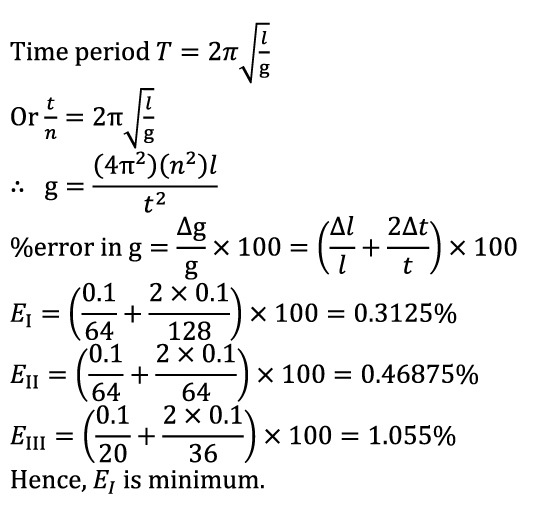 Time period T = 2π√(l/g)
Or t/n = 2π√(l/g)
∴ g = (4π²)(n²)l / t²
%error in g = Δg/g × 100 = (Δl/l + 2Δt/t) × 100
E_I = (0.1/64 + 2 × 0.1/128) × 100 = 0.3125%
E_II = (0.1/64 + 2 × 0.1/64) × 100 = 0.46875%
E_III = (0.1/20 + 2 × 0.1/36) × 100 = 1.055%
Hence, E_I is minimum.